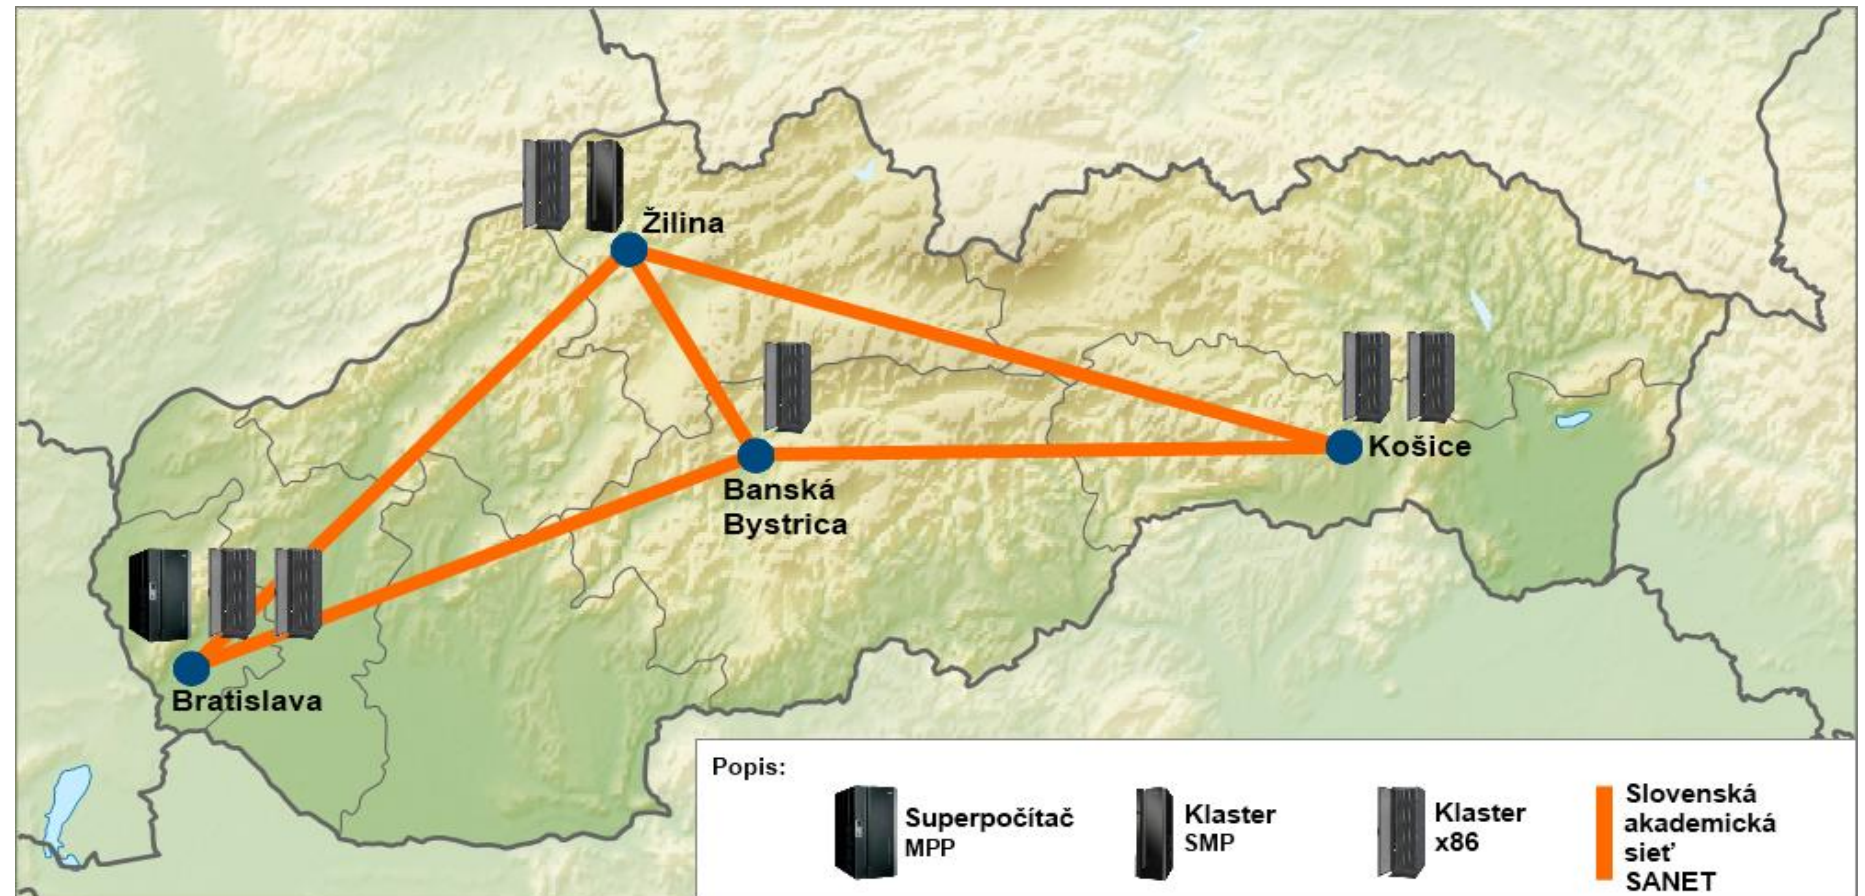 Žilina
Košice
Banská
Bystrica
Bratislava
Popis:
Superpočítač
MPP
Klaster
SMP
Klaster
x86
Slovenská
akademická
sieť
SANET